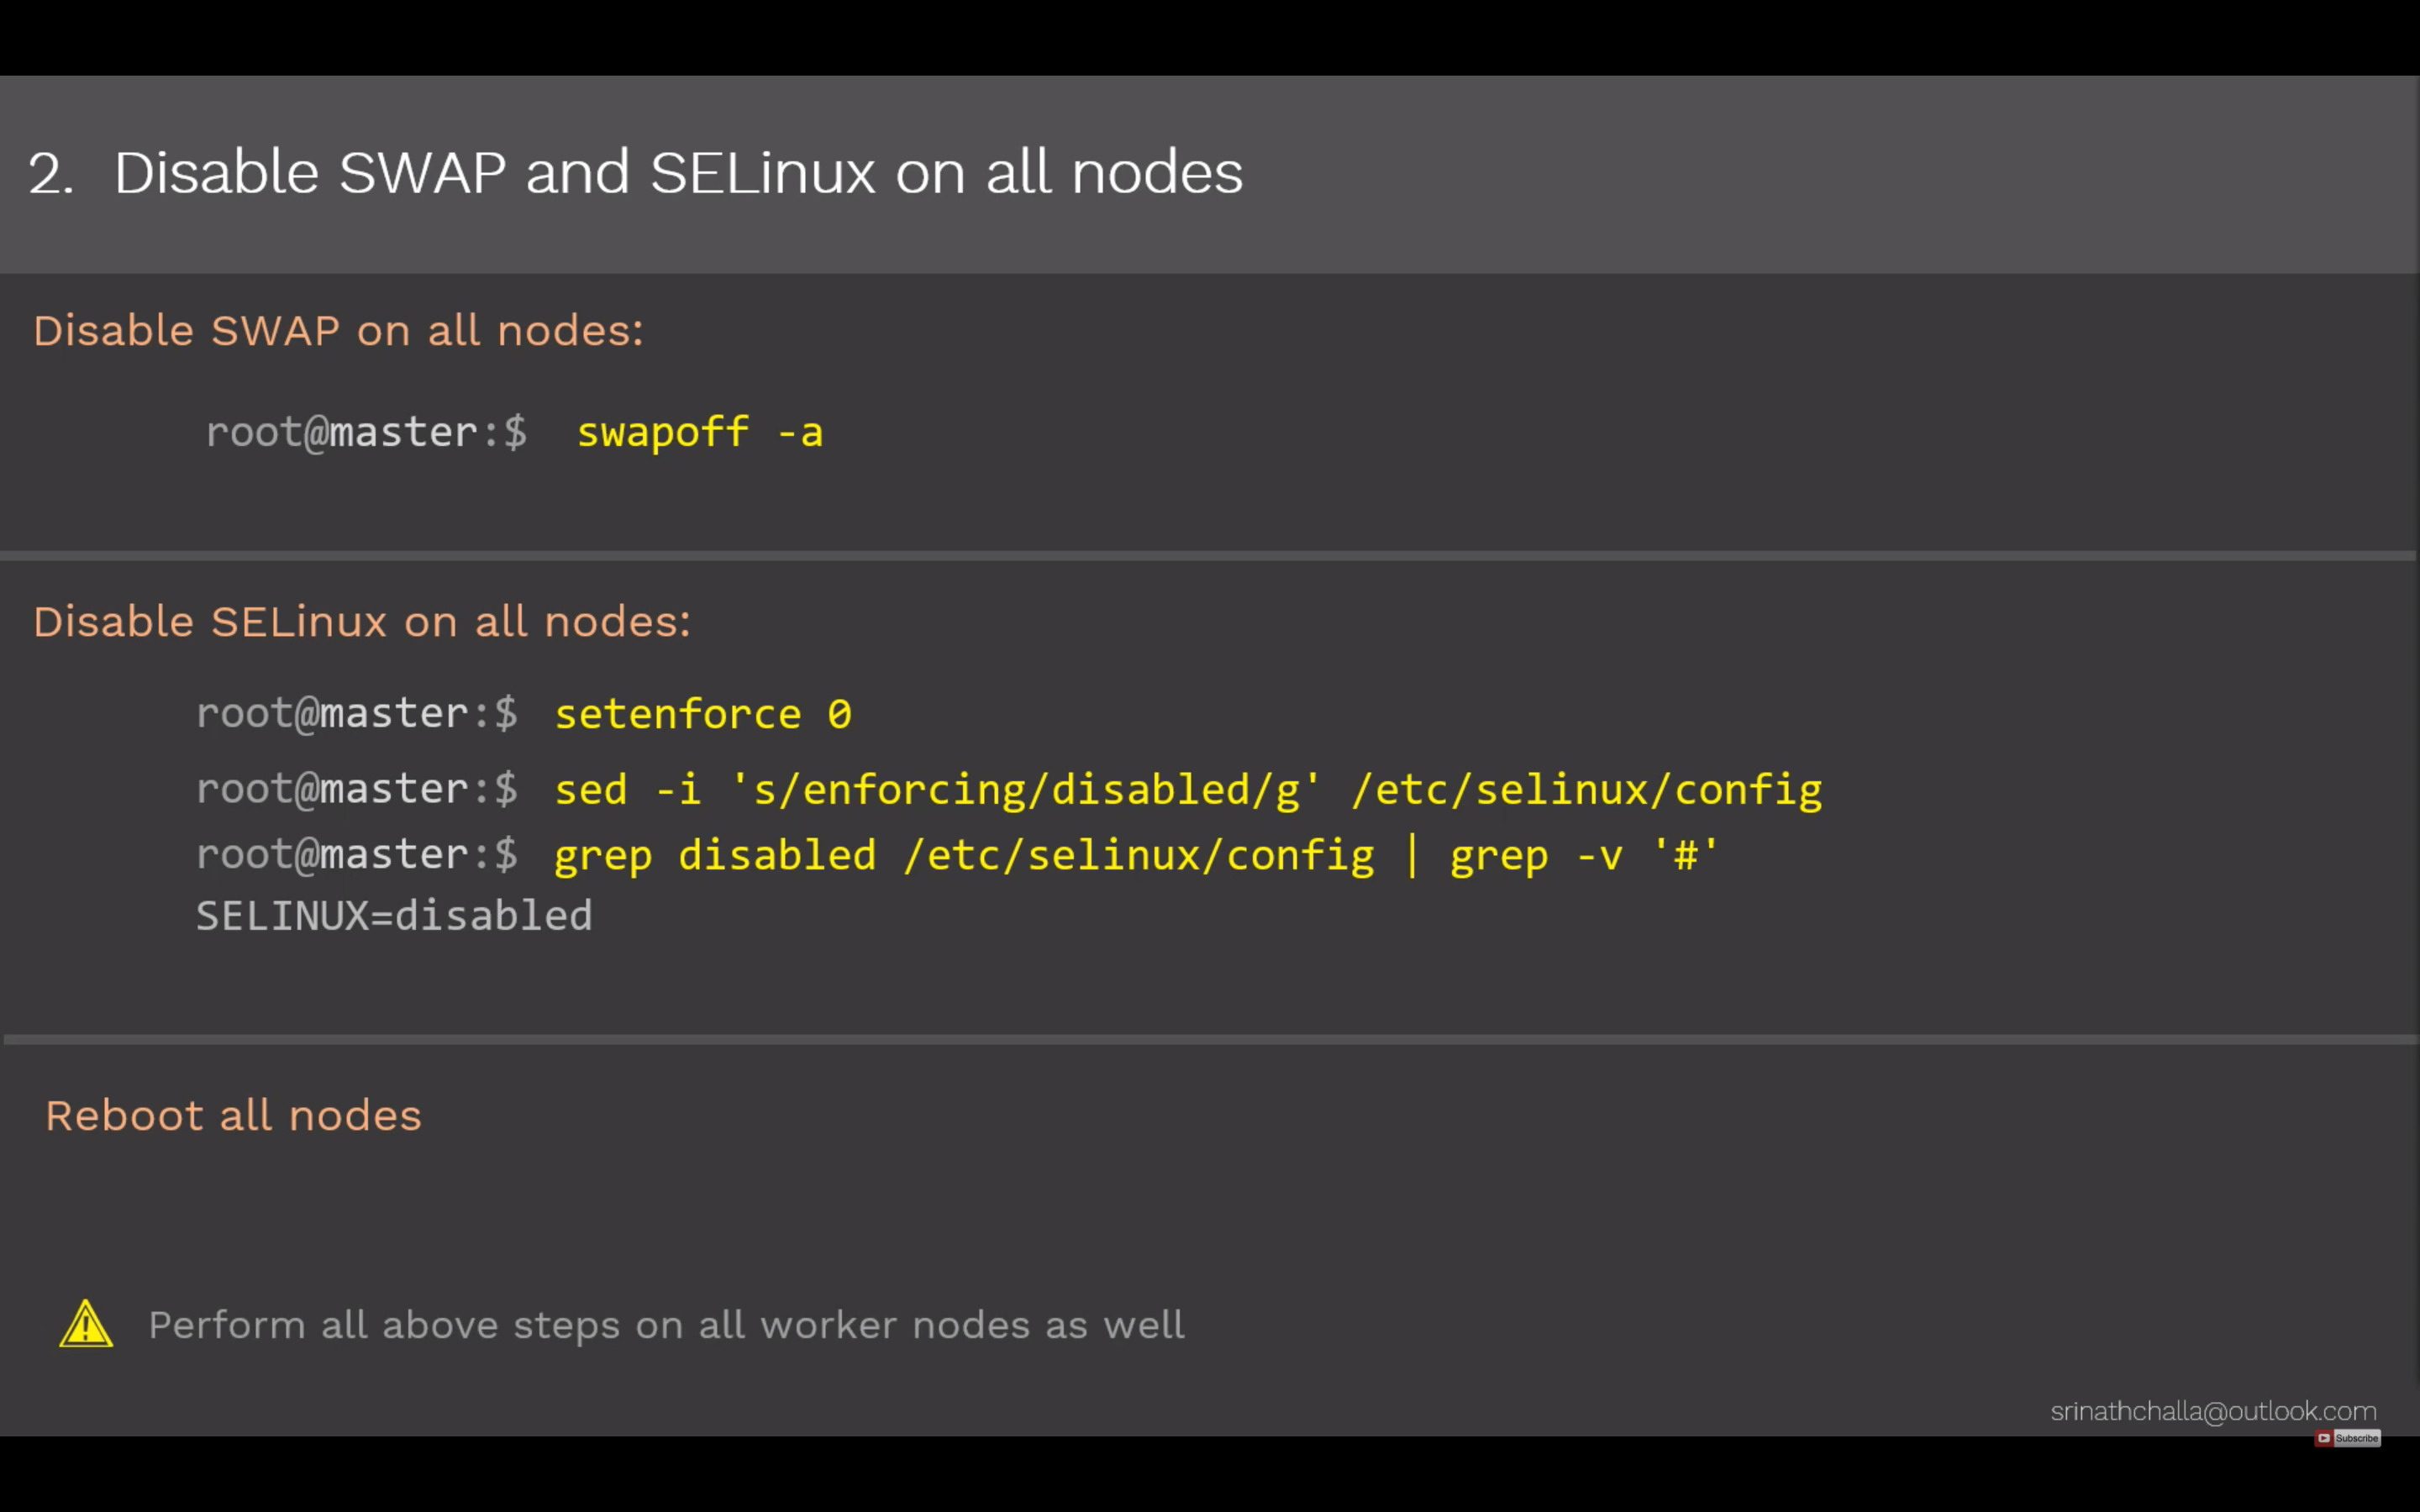 2. Disable SWAP and SELinux on all nodes
Disable SWAP on all nodes:
root@master:$ swapoff -a
Disable SELinux on all nodes:
root@master:$ setenforce 0
root@master:$ sed -i 's/enforcing/disabled/g' /etc/selinux/config
root@master:$ grep disabled /etc/selinux/config | grep -v '#'
SELINUX=disabled
Reboot all nodes
Perform all above steps on all worker nodes as well
srinathchalla@outlook.com
Subscribe